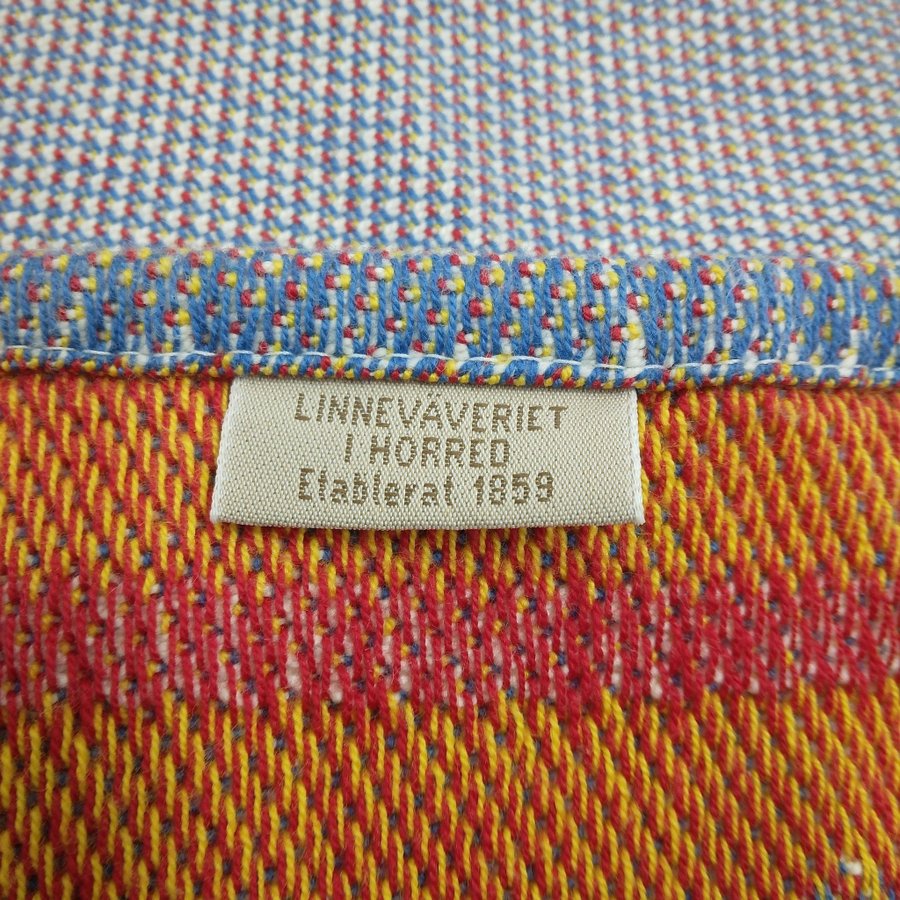 LINNEVÄVERIET
I HORRED
Etablerat 1859